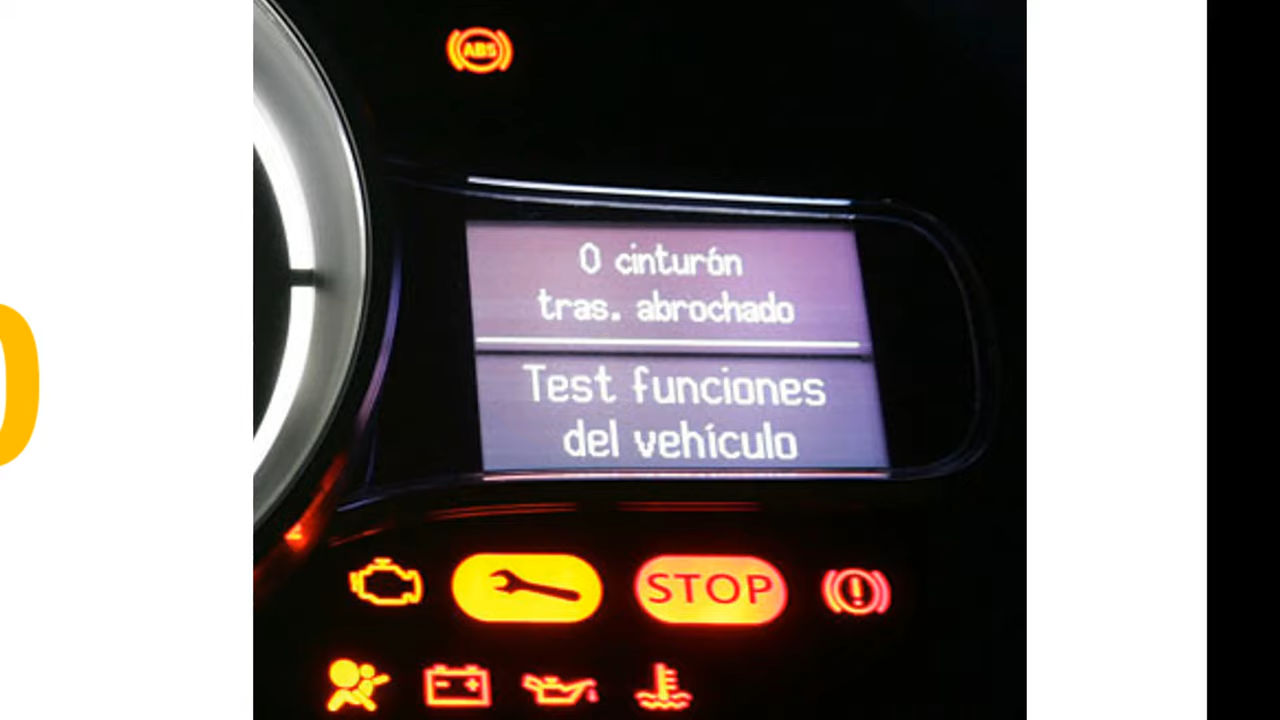 ABS
0 cinturón
tras. abrochado
Test funciones
del vehículo
STOP